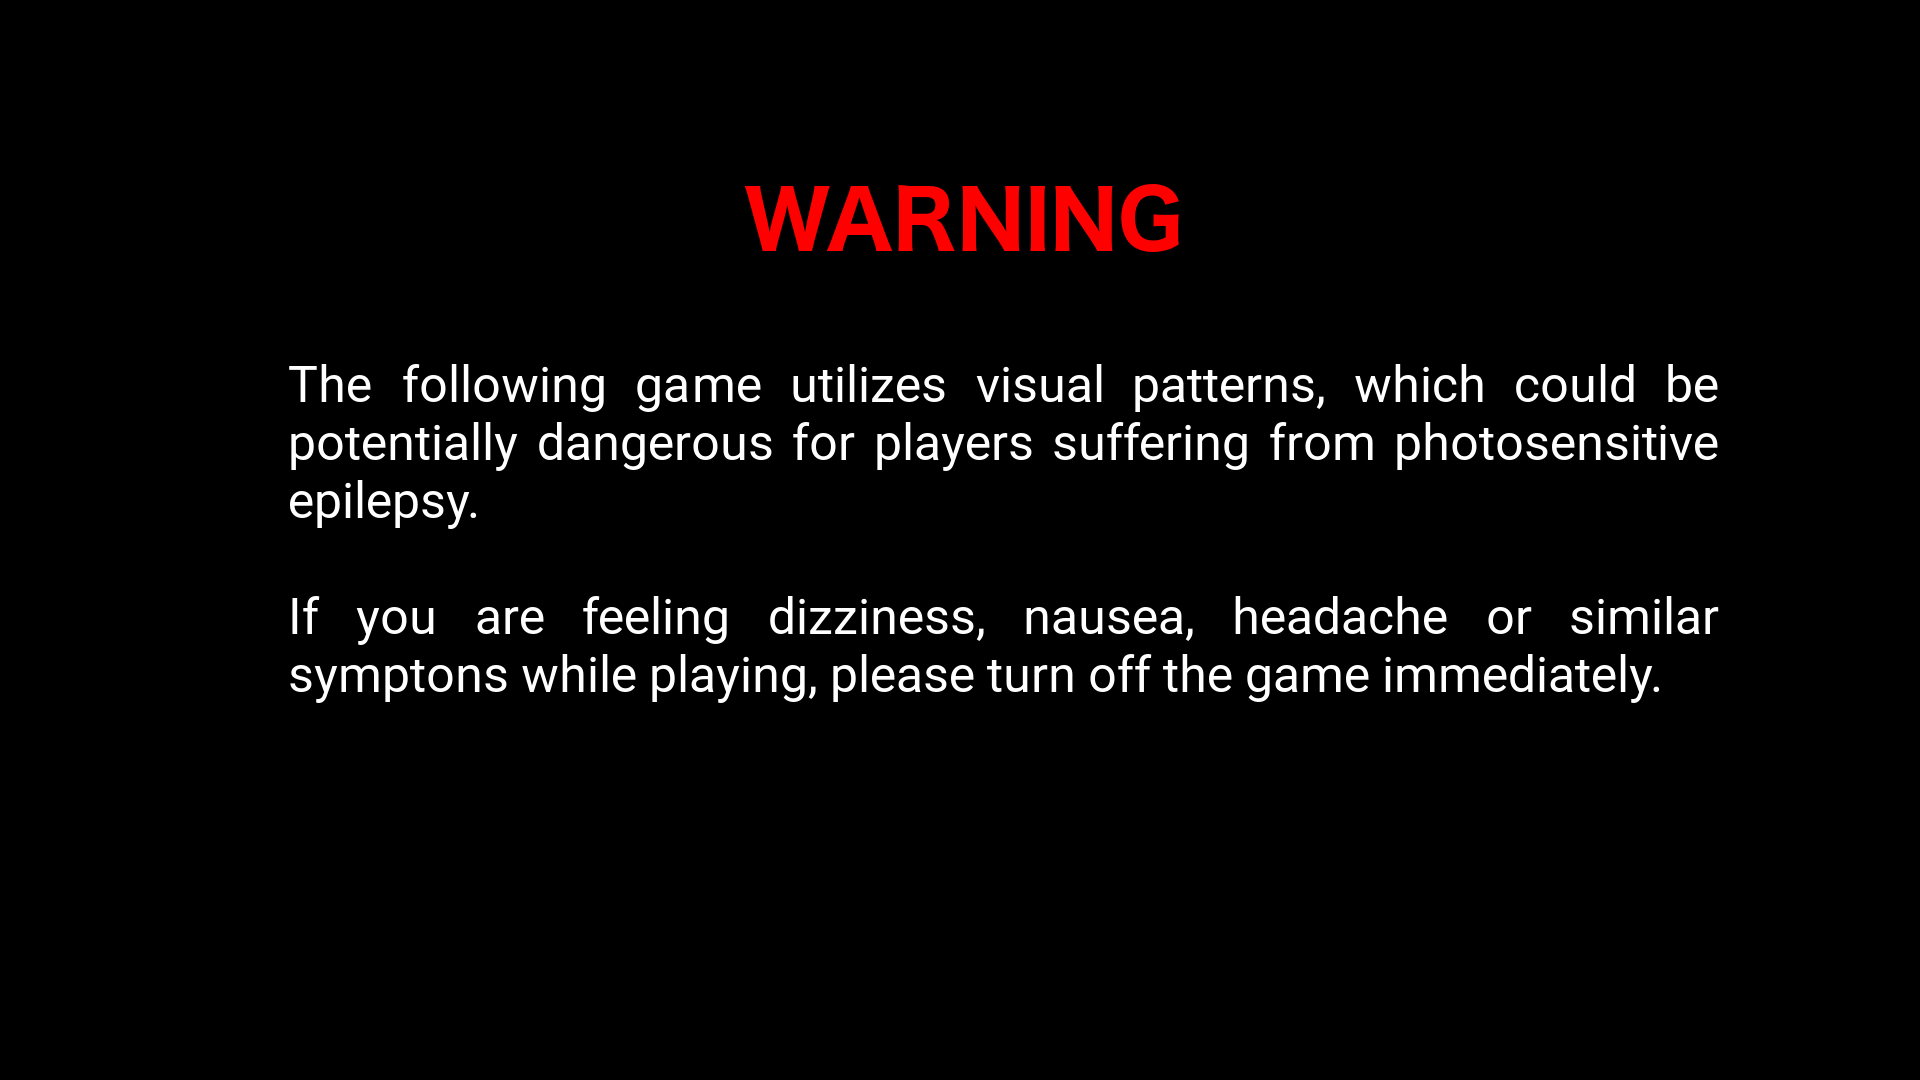 WARNING
The following game utilizes visual patterns, which could be
potentially dangerous for players suffering from photosensitive
epilepsy.
If you are feeling dizziness, nausea, headache or similar
symptons while playing, please turn off the game immediately.